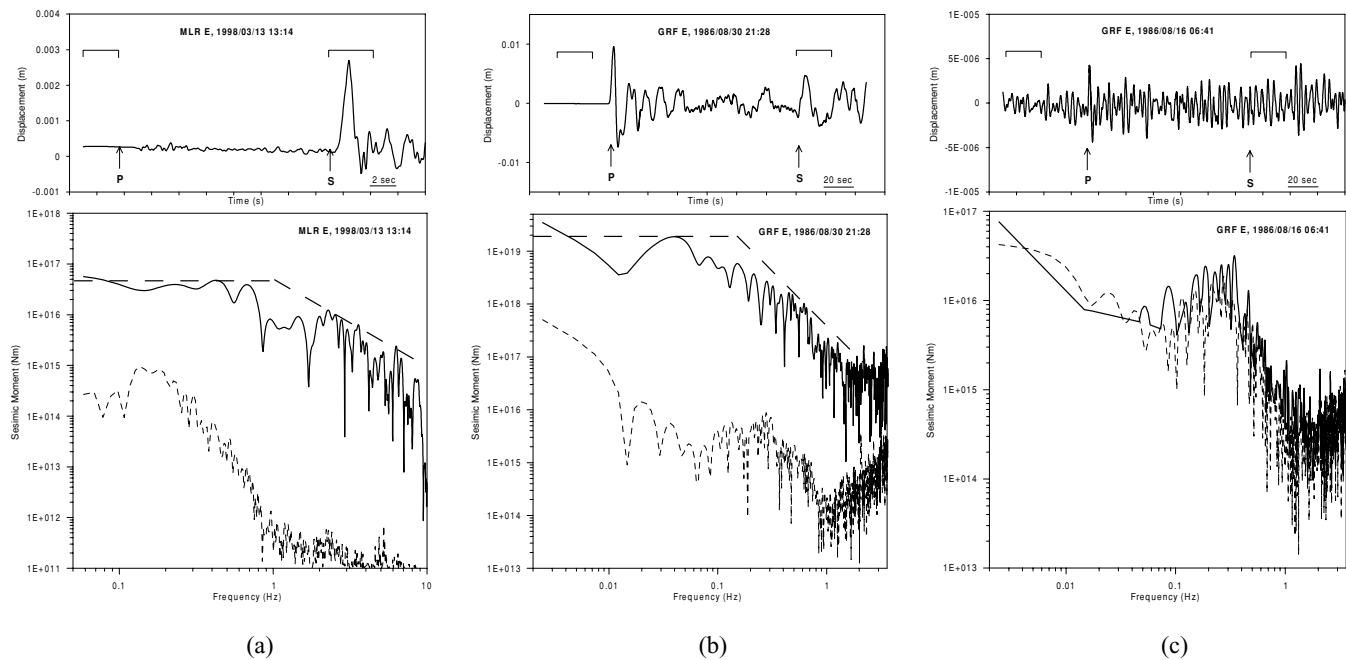 MLR E, 1998/03/13 13:14
0.004
0.003
0.002
0.001
0
-0.001
Displacement (m)
P
S
2 sec
Time (s)
1E+018
1E+017
1E+016
1E+015
1E+014
1E+013
1E+012
1E+011
Sesimic Moment (Nm)
MLR E, 1998/03/13 13:14
0.1
1
10
Frequency (Hz)
(a)
GRF E, 1986/08/30 21:28
0.01
0.00
-0.01
Displacement (m)
P
S
20 sec
Time (s)
1E+019
1E+018
1E+017
1E+016
1E+015
1E+014
1E+013
Sesimic Moment (Nm)
GRF E, 1986/08/30 21:28
0.01
0.1
1
Frequency (Hz)
(b)
1E-005
GRF E, 1986/08/16 06:41
5E-006
0
-5E-006
-1E-005
Displacement (m)
P
S
20 sec
Time (s)
1E+017
1E+016
1E+015
1E+014
1E+013
Sesimic Moment (Nm)
GRF E, 1986/08/16 06:41
0.01
0.1
1
Frequency (Hz)
(c)